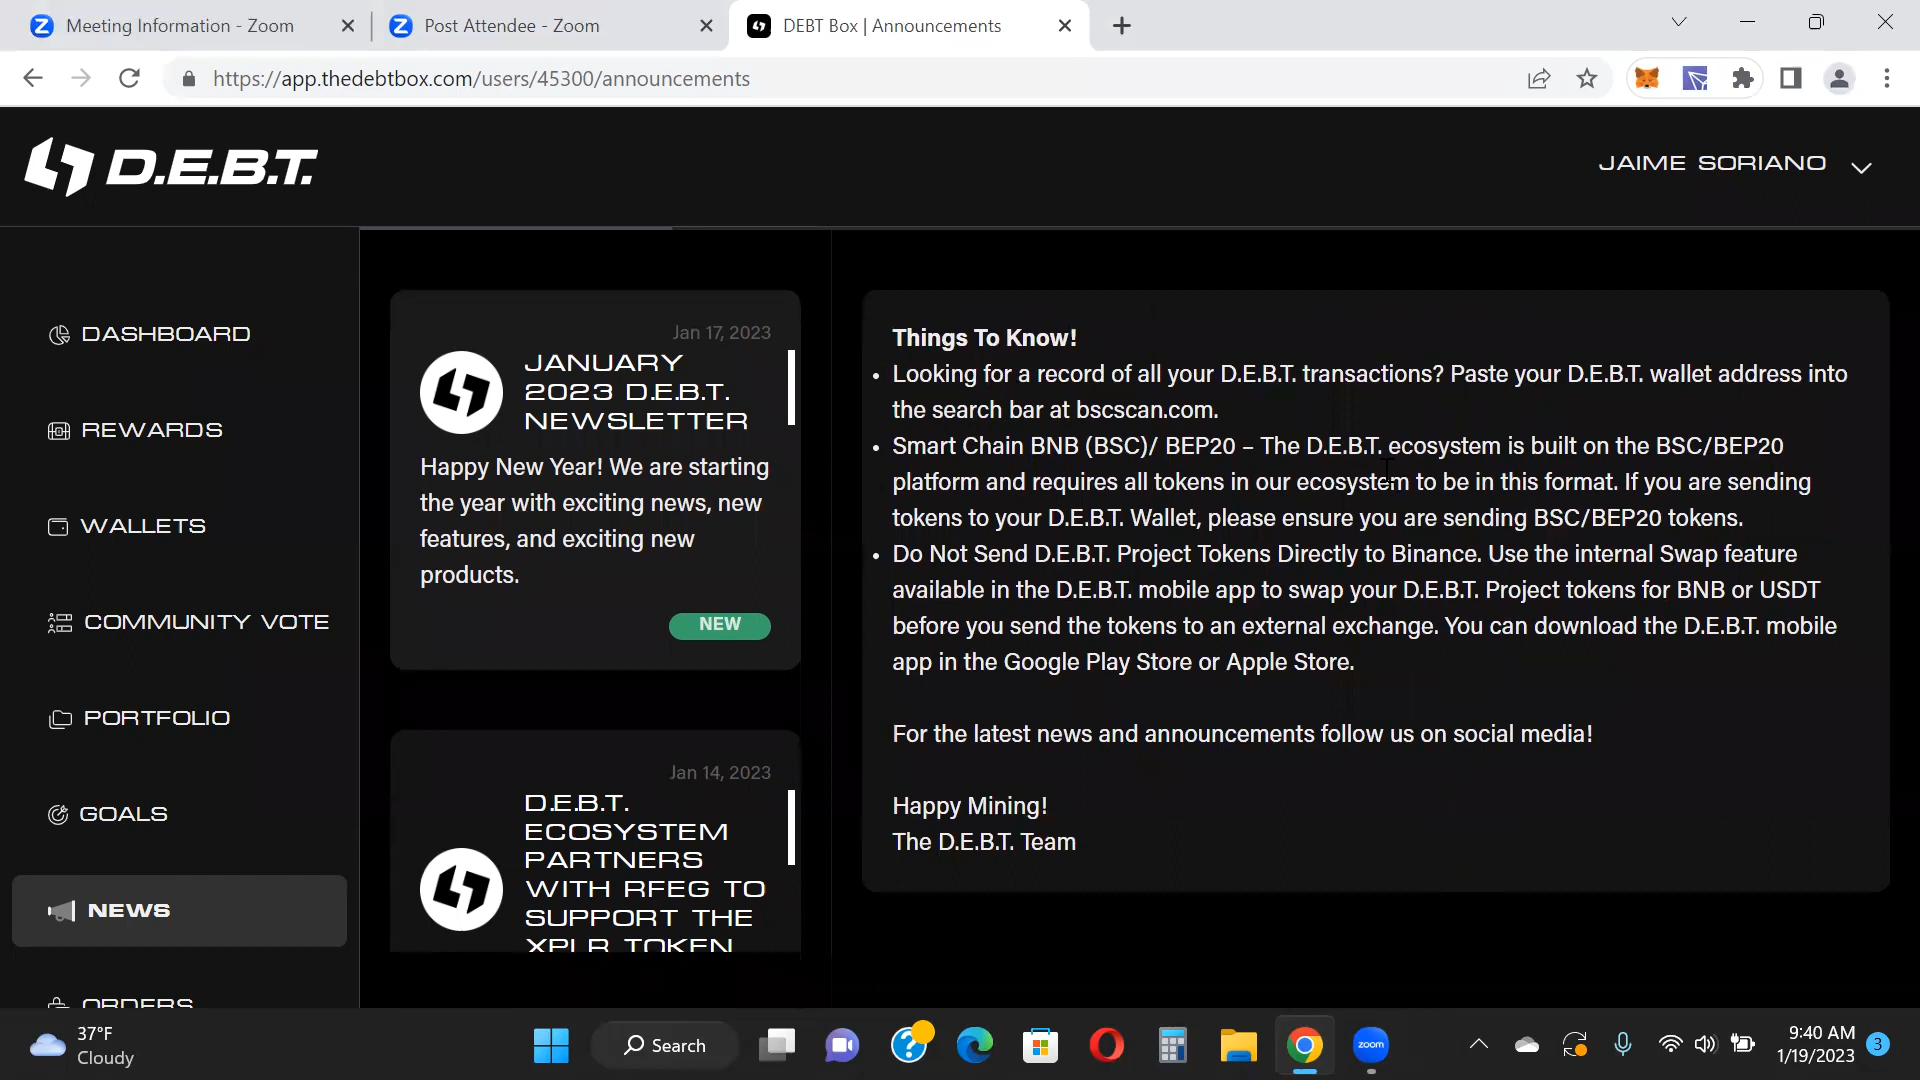 Meeting Information - Zoom
Post Attendee - Zoom
DEBT Box | Announcements
https://app.thedebtbox.com/users/45300/announcements
D.E.B.T.
JAIME SORIANO
DASHBOARD
REWARDS
WALLETS
COMMUNITY VOTE
PORTFOLIO
GOALS
NEWS
ORDERS
Jan 17, 2023
JANUARY
2023 D.E.B.T.
NEWSLETTER
Happy New Year! We are starting
the year with exciting news, new
features, and exciting new
products.
NEW
Jan 14, 2023
D.E.B.T.
ECOSYSTEM
PARTNERS
WITH RFEG TO
SUPPORT THE
XPLR TOKEN
Things To Know!
• Looking for a record of all your D.E.B.T. transactions? Paste your D.E.B.T. wallet address into
the search bar at bscscan.com.
• Smart Chain BNB (BSC)/ BEP20 – The D.E.B.T. ecosystem is built on the BSC/BEP20
platform and requires all tokens in our ecosystem to be in this format. If you are sending
tokens to your D.E.B.T. Wallet, please ensure you are sending BSC/BEP20 tokens.
• Do Not Send D.E.B.T. Project Tokens Directly to Binance. Use the internal Swap feature
available in the D.E.B.T. mobile app to swap your D.E.B.T. Project tokens for BNB or USDT
before you send the tokens to an external exchange. You can download the D.E.B.T. mobile
app in the Google Play Store or Apple Store.
For the latest news and announcements follow us on social media!
Happy Mining!
The D.E.B.T. Team
37°F
Cloudy
Search
zoom
9:40 AM
1/19/2023
3